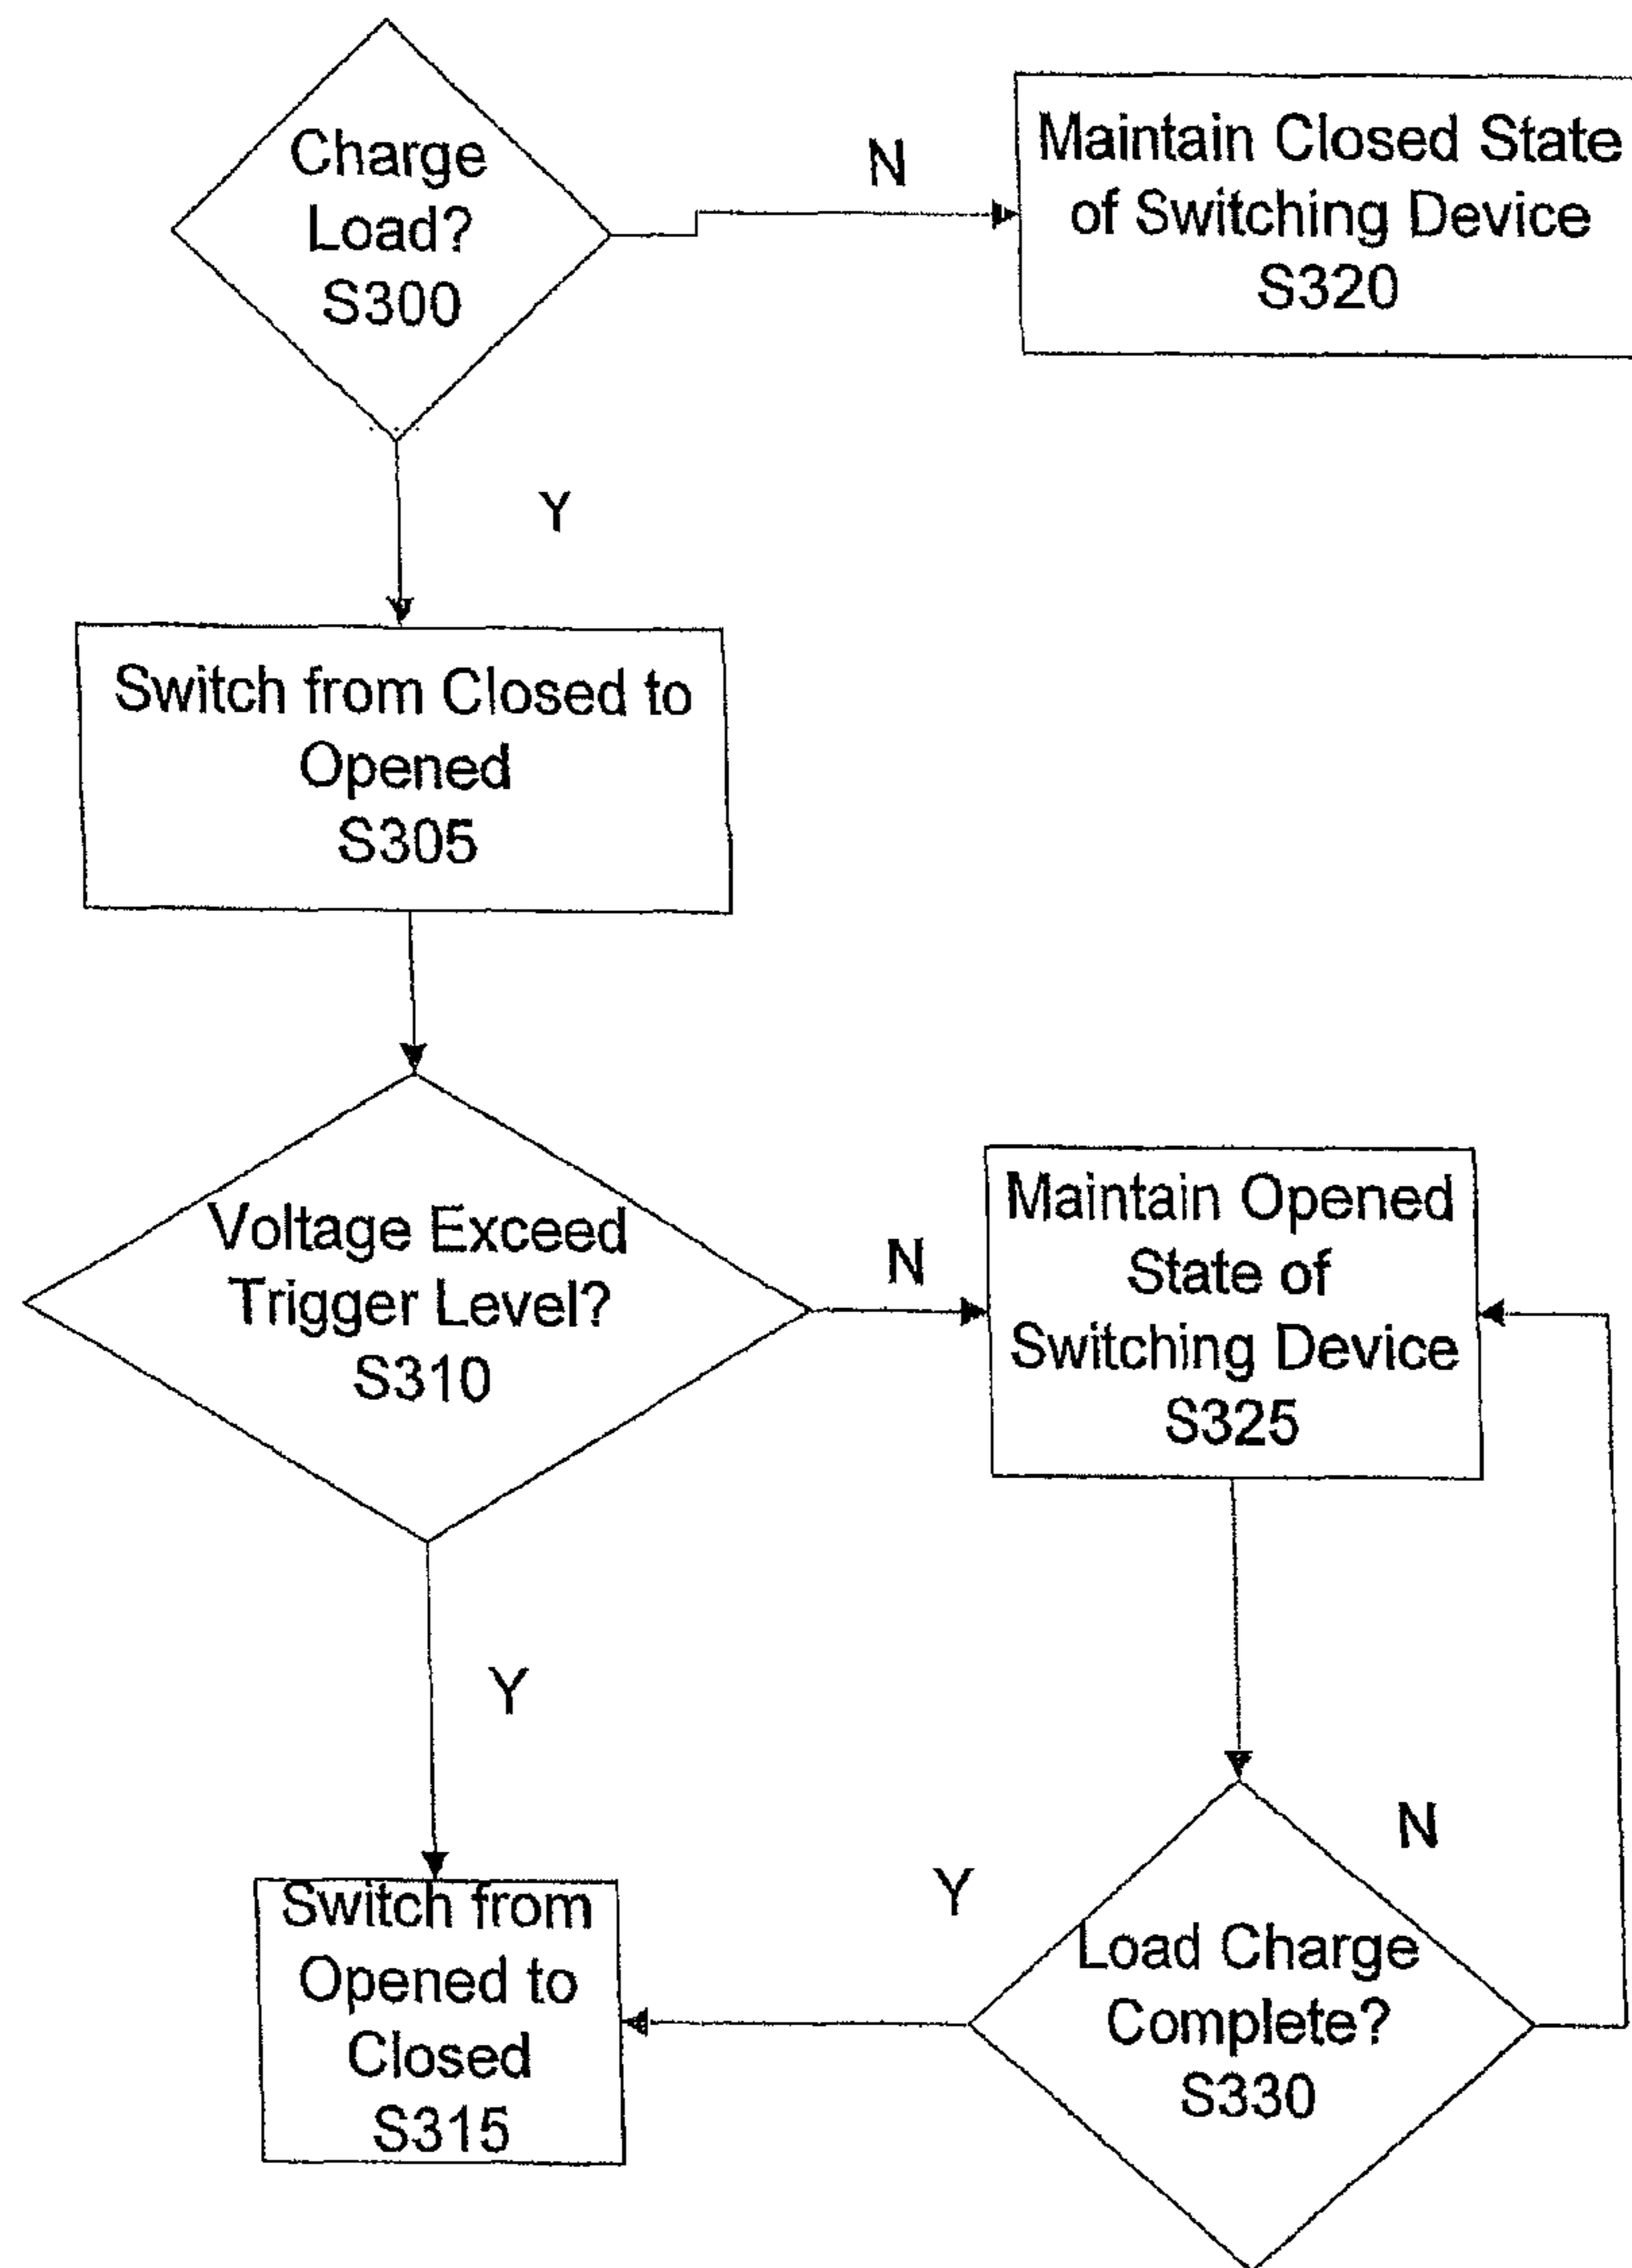 Charge
Load?
S300
N
Maintain Closed State
of Switching Device
S320
Y
Switch from Closed to
Opened
S305
Voltage Exceed
Trigger Level?
S310
N
Maintain Opened
State of
Switching Device
S325
Y
Switch from
Opened to
Closed
S315
Y
N
Load Charge
Complete?
S330